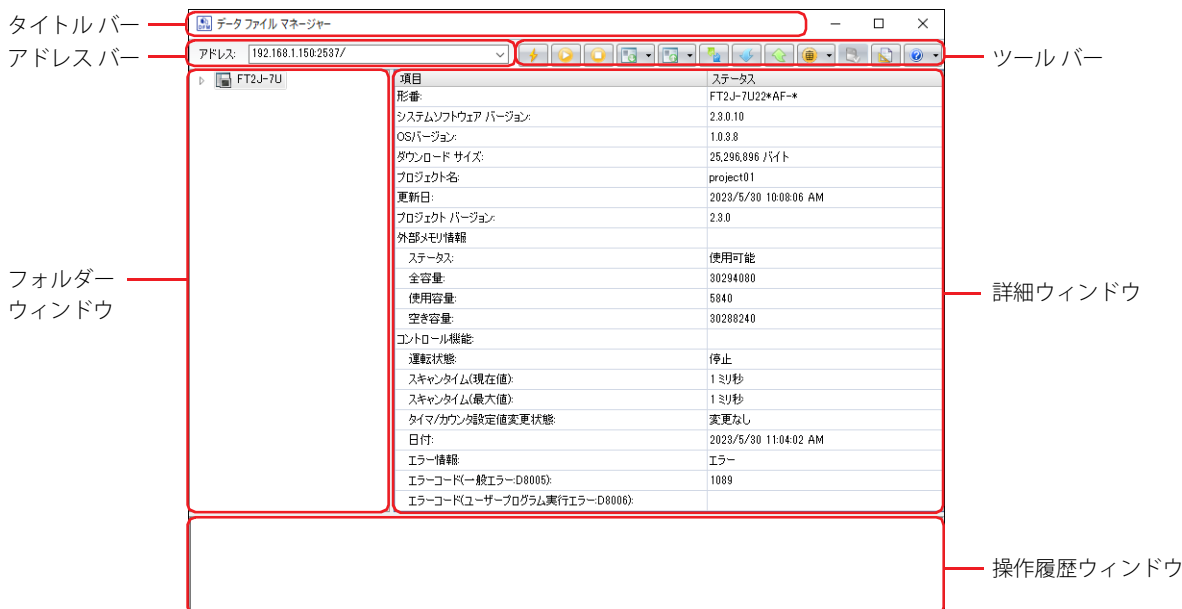 タイトル バー
データ ファイル マネージャー
アドレス バー
アドレス: 192.168.1.150:2537/
ツール バー
FT2J-7U
項目 ステータス
形番: FT2J-7U22*AF-*
システムソフトウェア バージョン: 2.3.0.10
OSバージョン: 1.0.3.8
ダウンロード サイズ: 25,296,896 バイト
プロジェクト名: project01
更新日: 2023/5/30 10:08:06 AM
プロジェクト バージョン: 2.3.0
外部メモリ情報
ステータス: 使用可能
全容量: 30294080
使用容量: 5840
空き容量: 30288240
コントロール機能:
運転状態: 停止
スキャンタイム(現在値): 1 ミリ秒
スキャンタイム(最大値): 1 ミリ秒
タイマ/カウンタ設定値変更状態: 変更なし
日付: 2023/5/30 11:04:02 AM
エラー情報: エラー
エラーコード(一般エラー:D8005): 1089
エラーコード(ユーザープログラム実行エラー:D8006):
フォルダー
ウィンドウ
詳細ウィンドウ
操作履歴ウィンドウ